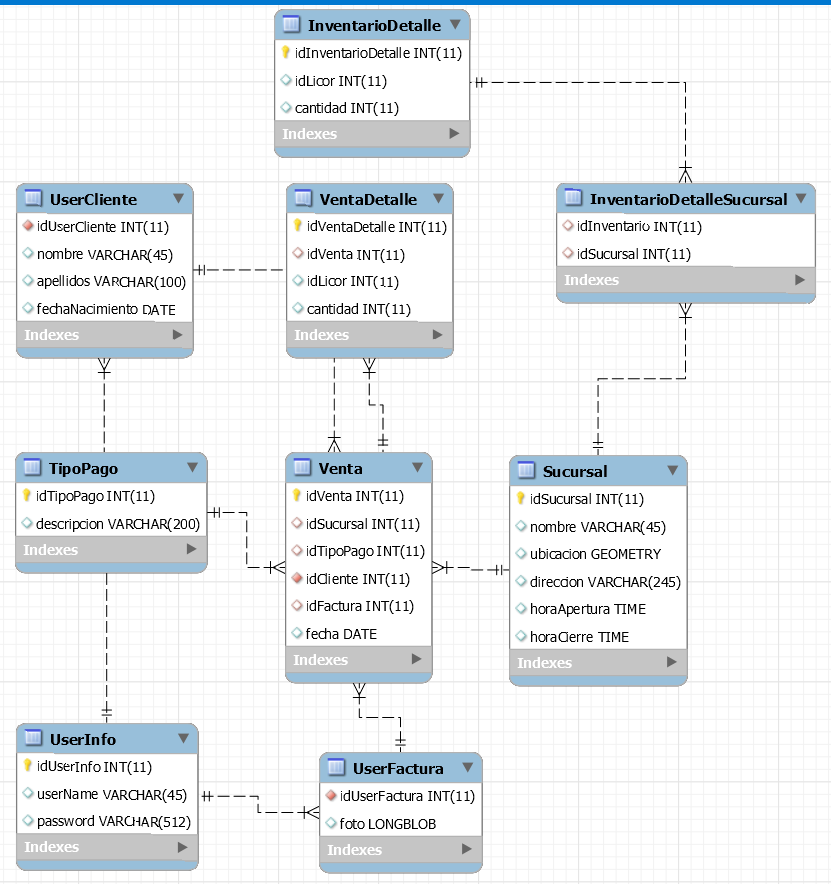 InventarioDetalle
idInventarioDetalle INT(11)
idLicor INT(11)
cantidad INT(11)
Indexes
UserCliente
idUserCliente INT(11)
nombre VARCHAR(45)
apellidos VARCHAR(100)
fechaNacimiento DATE
Indexes
VentaDetalle
idVentaDetalle INT(11)
idVenta INT(11)
idLicor INT(11)
cantidad INT(11)
Indexes
InventarioDetalleSucursal
idInventario INT(11)
idSucursal INT(11)
Indexes
TipoPago
idTipoPago INT(11)
descripcion VARCHAR(200)
Indexes
Venta
idVenta INT(11)
idSucursal INT(11)
idTipoPago INT(11)
idCliente INT(11)
idFactura INT(11)
fecha DATE
Indexes
Sucursal
idSucursal INT(11)
nombre VARCHAR(45)
ubicacion GEOMETRY
direccion VARCHAR(245)
horaApertura TIME
horaCierre TIME
Indexes
UserInfo
idUserInfo INT(11)
userName VARCHAR(45)
password VARCHAR(512)
Indexes
UserFactura
idUserFactura INT(11)
foto LONGBLOB
Indexes